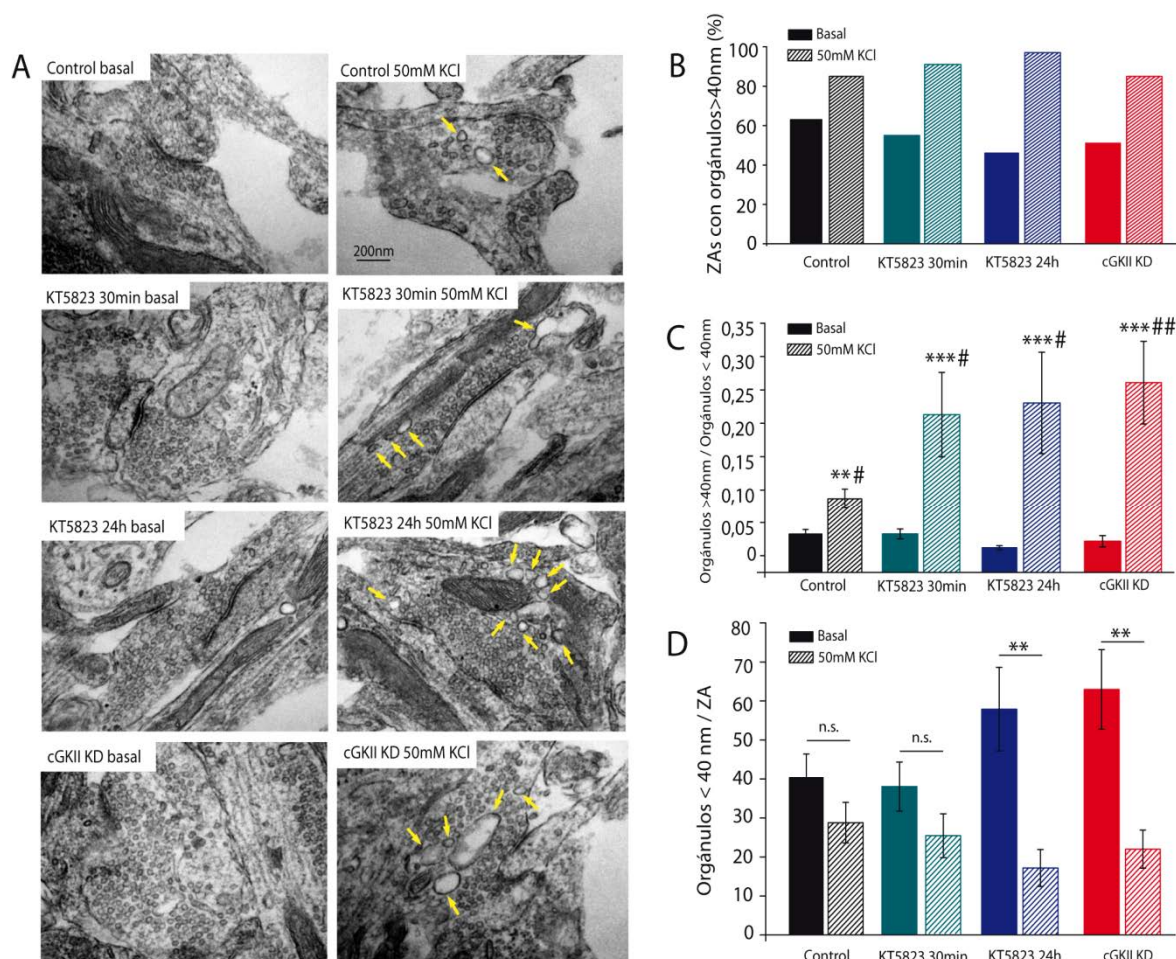 A
Control basal
Control 50mM KCl
200nm
KT5823 30min basal
KT5823 30min 50mM KCl
KT5823 24h basal
KT5823 24h 50mM KCl
cGKII KD basal
cGKII KD 50mM KCl
B
Basal
50mM KCl
ZAs con orgánulos>40nm (%)
100
80
60
40
20
0
Control
KT5823 30min
KT5823 24h
cGKII KD
C
Basal
50mM KCl
Orgánulos >40nm / Orgánulos < 40nm
0,35
0,30
0,25
0,20
0,15
0,10
0,05
0
**#
***#
***#
***##
Control
KT5823 30min
KT5823 24h
cGKII KD
D
Basal
50mM KCl
Orgánulos < 40 nm / ZA
80
70
60
50
40
30
20
10
0
n.s.
n.s.
**
**
Control
KT5823 30min
KT5823 24h
cGKII KD